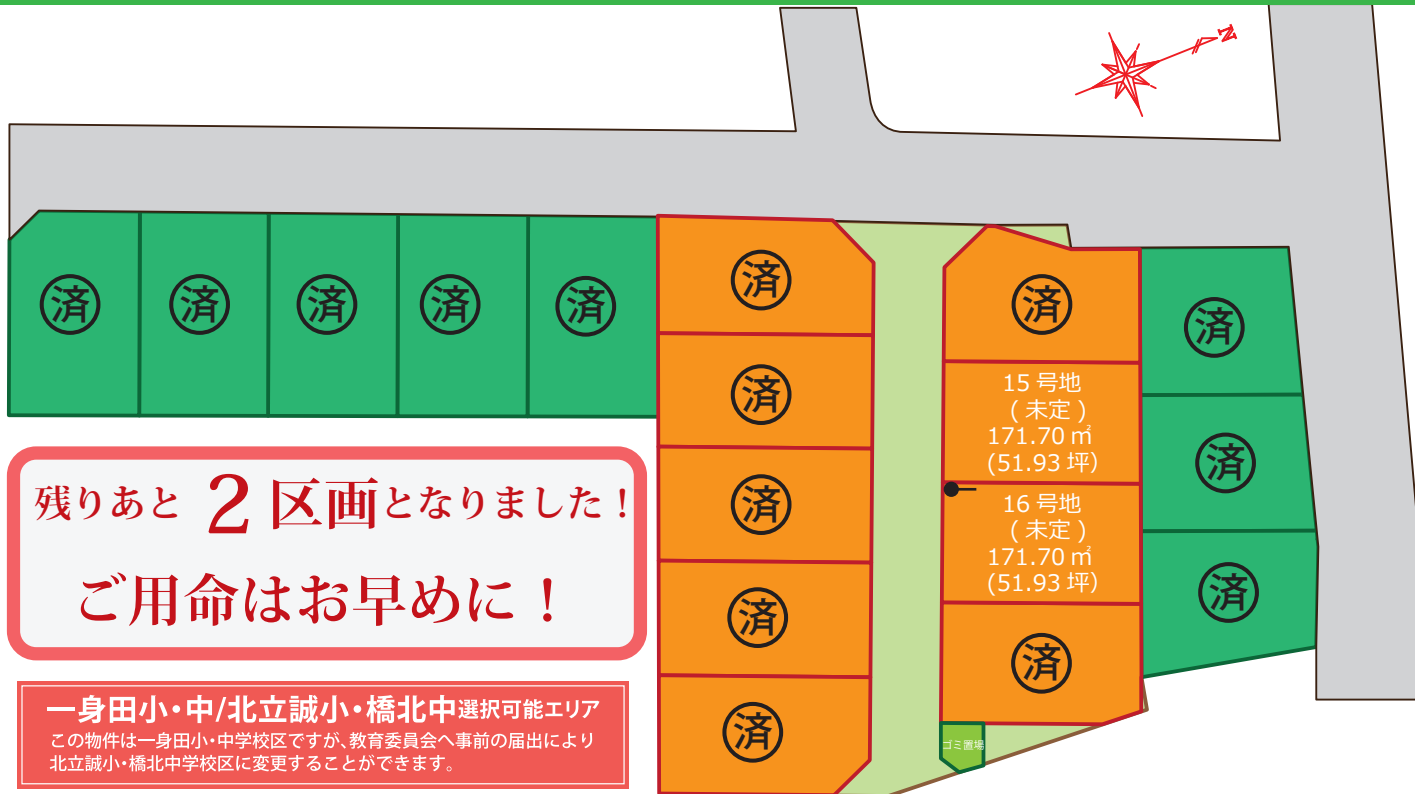 N
済
済
済
済
済
済
済
済
済
済
済
15 号地
( 未定 )
171.70 ㎡
(51.93 坪)
16 号地
( 未定 )
171.70 ㎡
(51.93 坪)
済
済
済
済
ゴミ置場
残りあと 2 区画となりました！
ご用命はお早めに！
一身田小・中/北立誠小・橋北中選択可能エリア
この物件は一身田小・中学校区ですが、教育委員会へ事前の届出により
北立誠小・橋北中学校区に変更することができます。